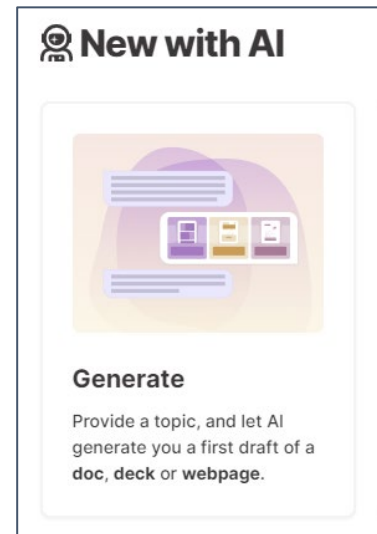 New with AI
Generate
Provide a topic, and let AI
generate you a first draft of a
doc, deck or webpage.